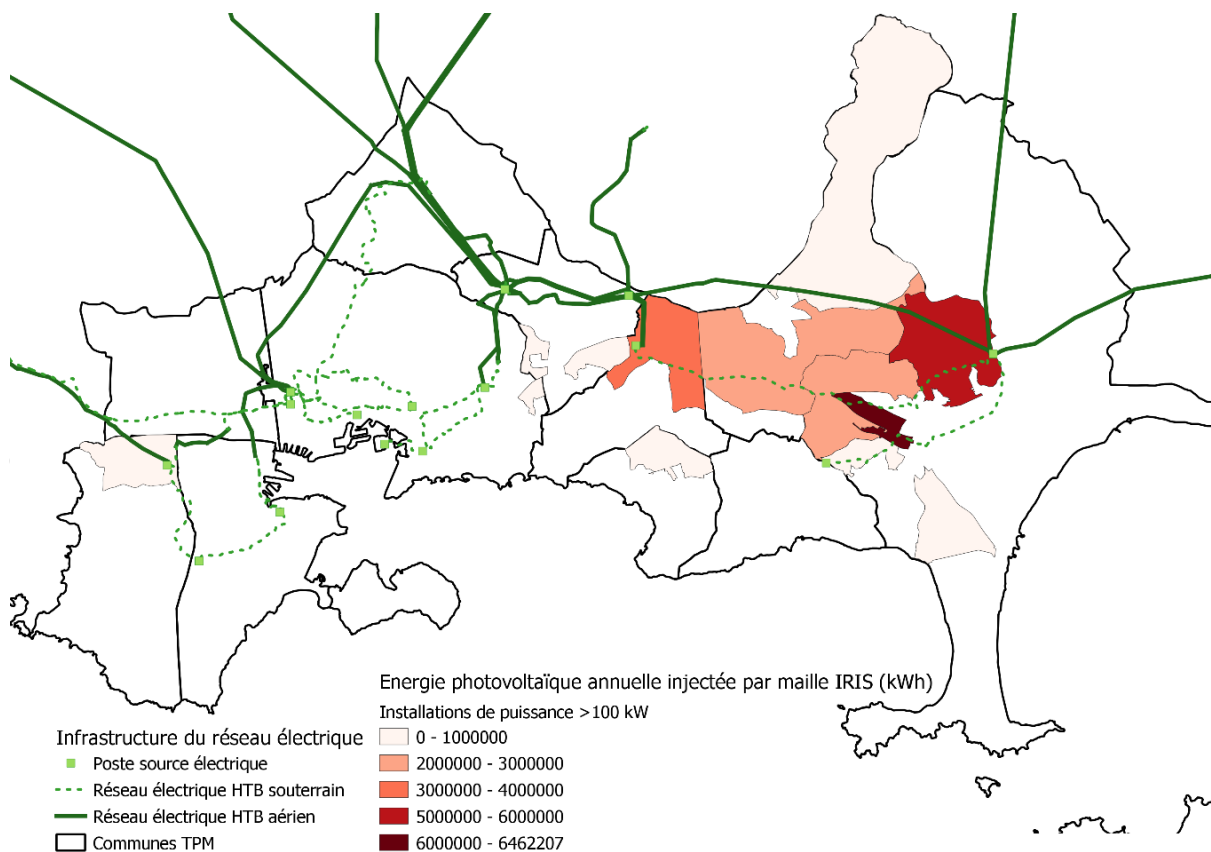 Energie photovoltaïque annuelle injectée par maille IRIS (kWh)
Installations de puissance >100 kW
0 - 1000000
2000000 - 3000000
3000000 - 4000000
5000000 - 6000000
6000000 - 6462207
Infrastructure du réseau électrique
Poste source électrique
Réseau électrique HTB souterrain
Réseau électrique HTB aérien
Communes TPM